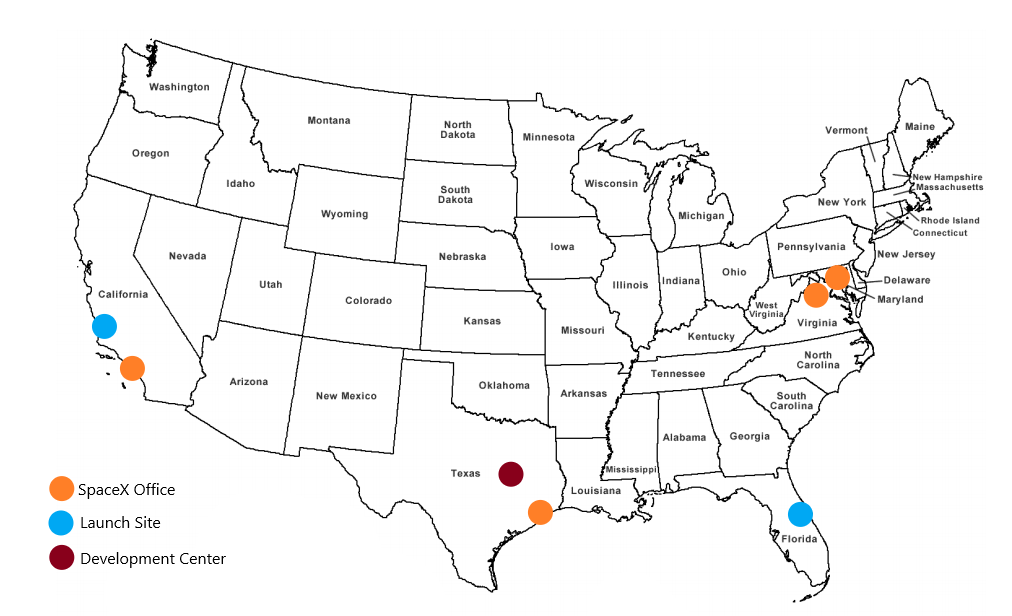 Washington
Oregon
Idaho
Montana
North
Dakota
South
Dakota
Minnesota
Wisconsin
Michigan
Vermont
Maine
New Hampshire
Massachusetts
New York
Rhode Island
Connecticut
Wyoming
Nebraska
Iowa
Nevada
Utah
Colorado
Kansas
California
Illinois
Indiana
Ohio
Pennsylvania
New Jersey
Delaware
Maryland
West
Virginia
Virginia
Missouri
Kentucky
Tennessee
North
Carolina
South
Carolina
Arizona
New Mexico
Oklahoma
Arkansas
Texas
Louisiana
Mississippi
Alabama
Georgia
Florida
SpaceX Office
Launch Site
Development Center